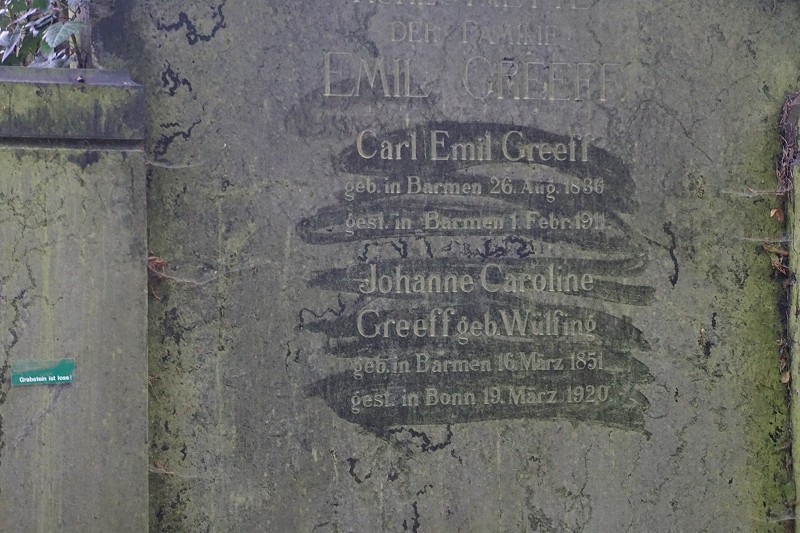 DER FAMILIE
EMIL GREEFF
Carl Emil Greeff
geb. in Barmen 26. Aug. 1836
gest. in Barmen 1. Febr. 1911.
Johanne Caroline
Greeff geb. Wülfing
geb. in Barmen 16. März 1851
gest. in Bonn 19. März 1920
Grabstein ist lose!